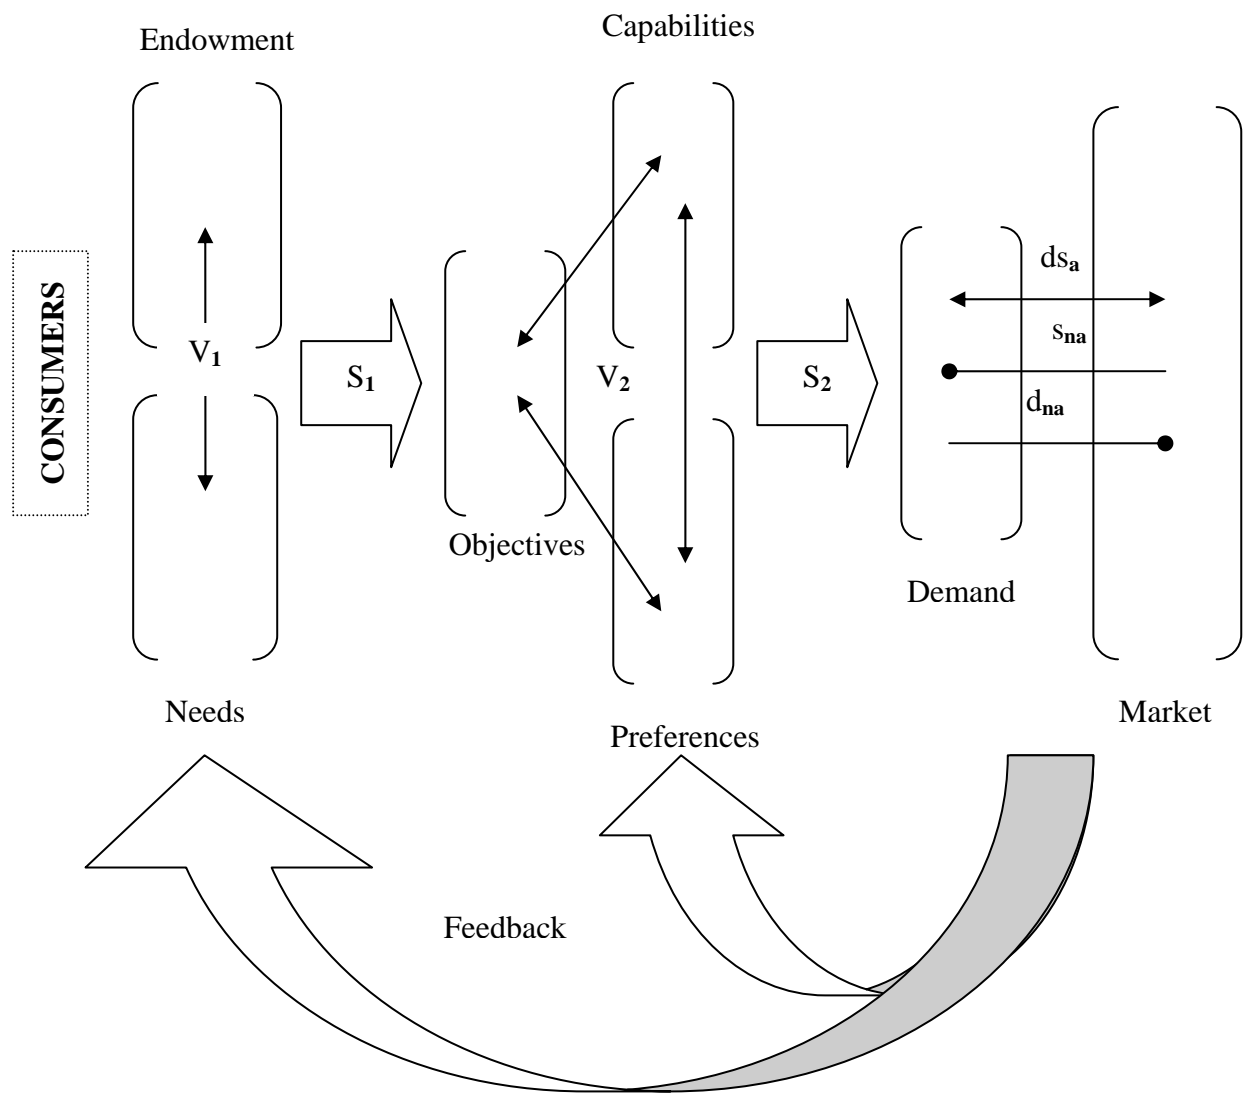 Endowment
Capabilities
CONSUMERS
V1
S1
Objectives
V2
S2
dsa
sna
dna
Demand
Needs
Preferences
Market
Feedback